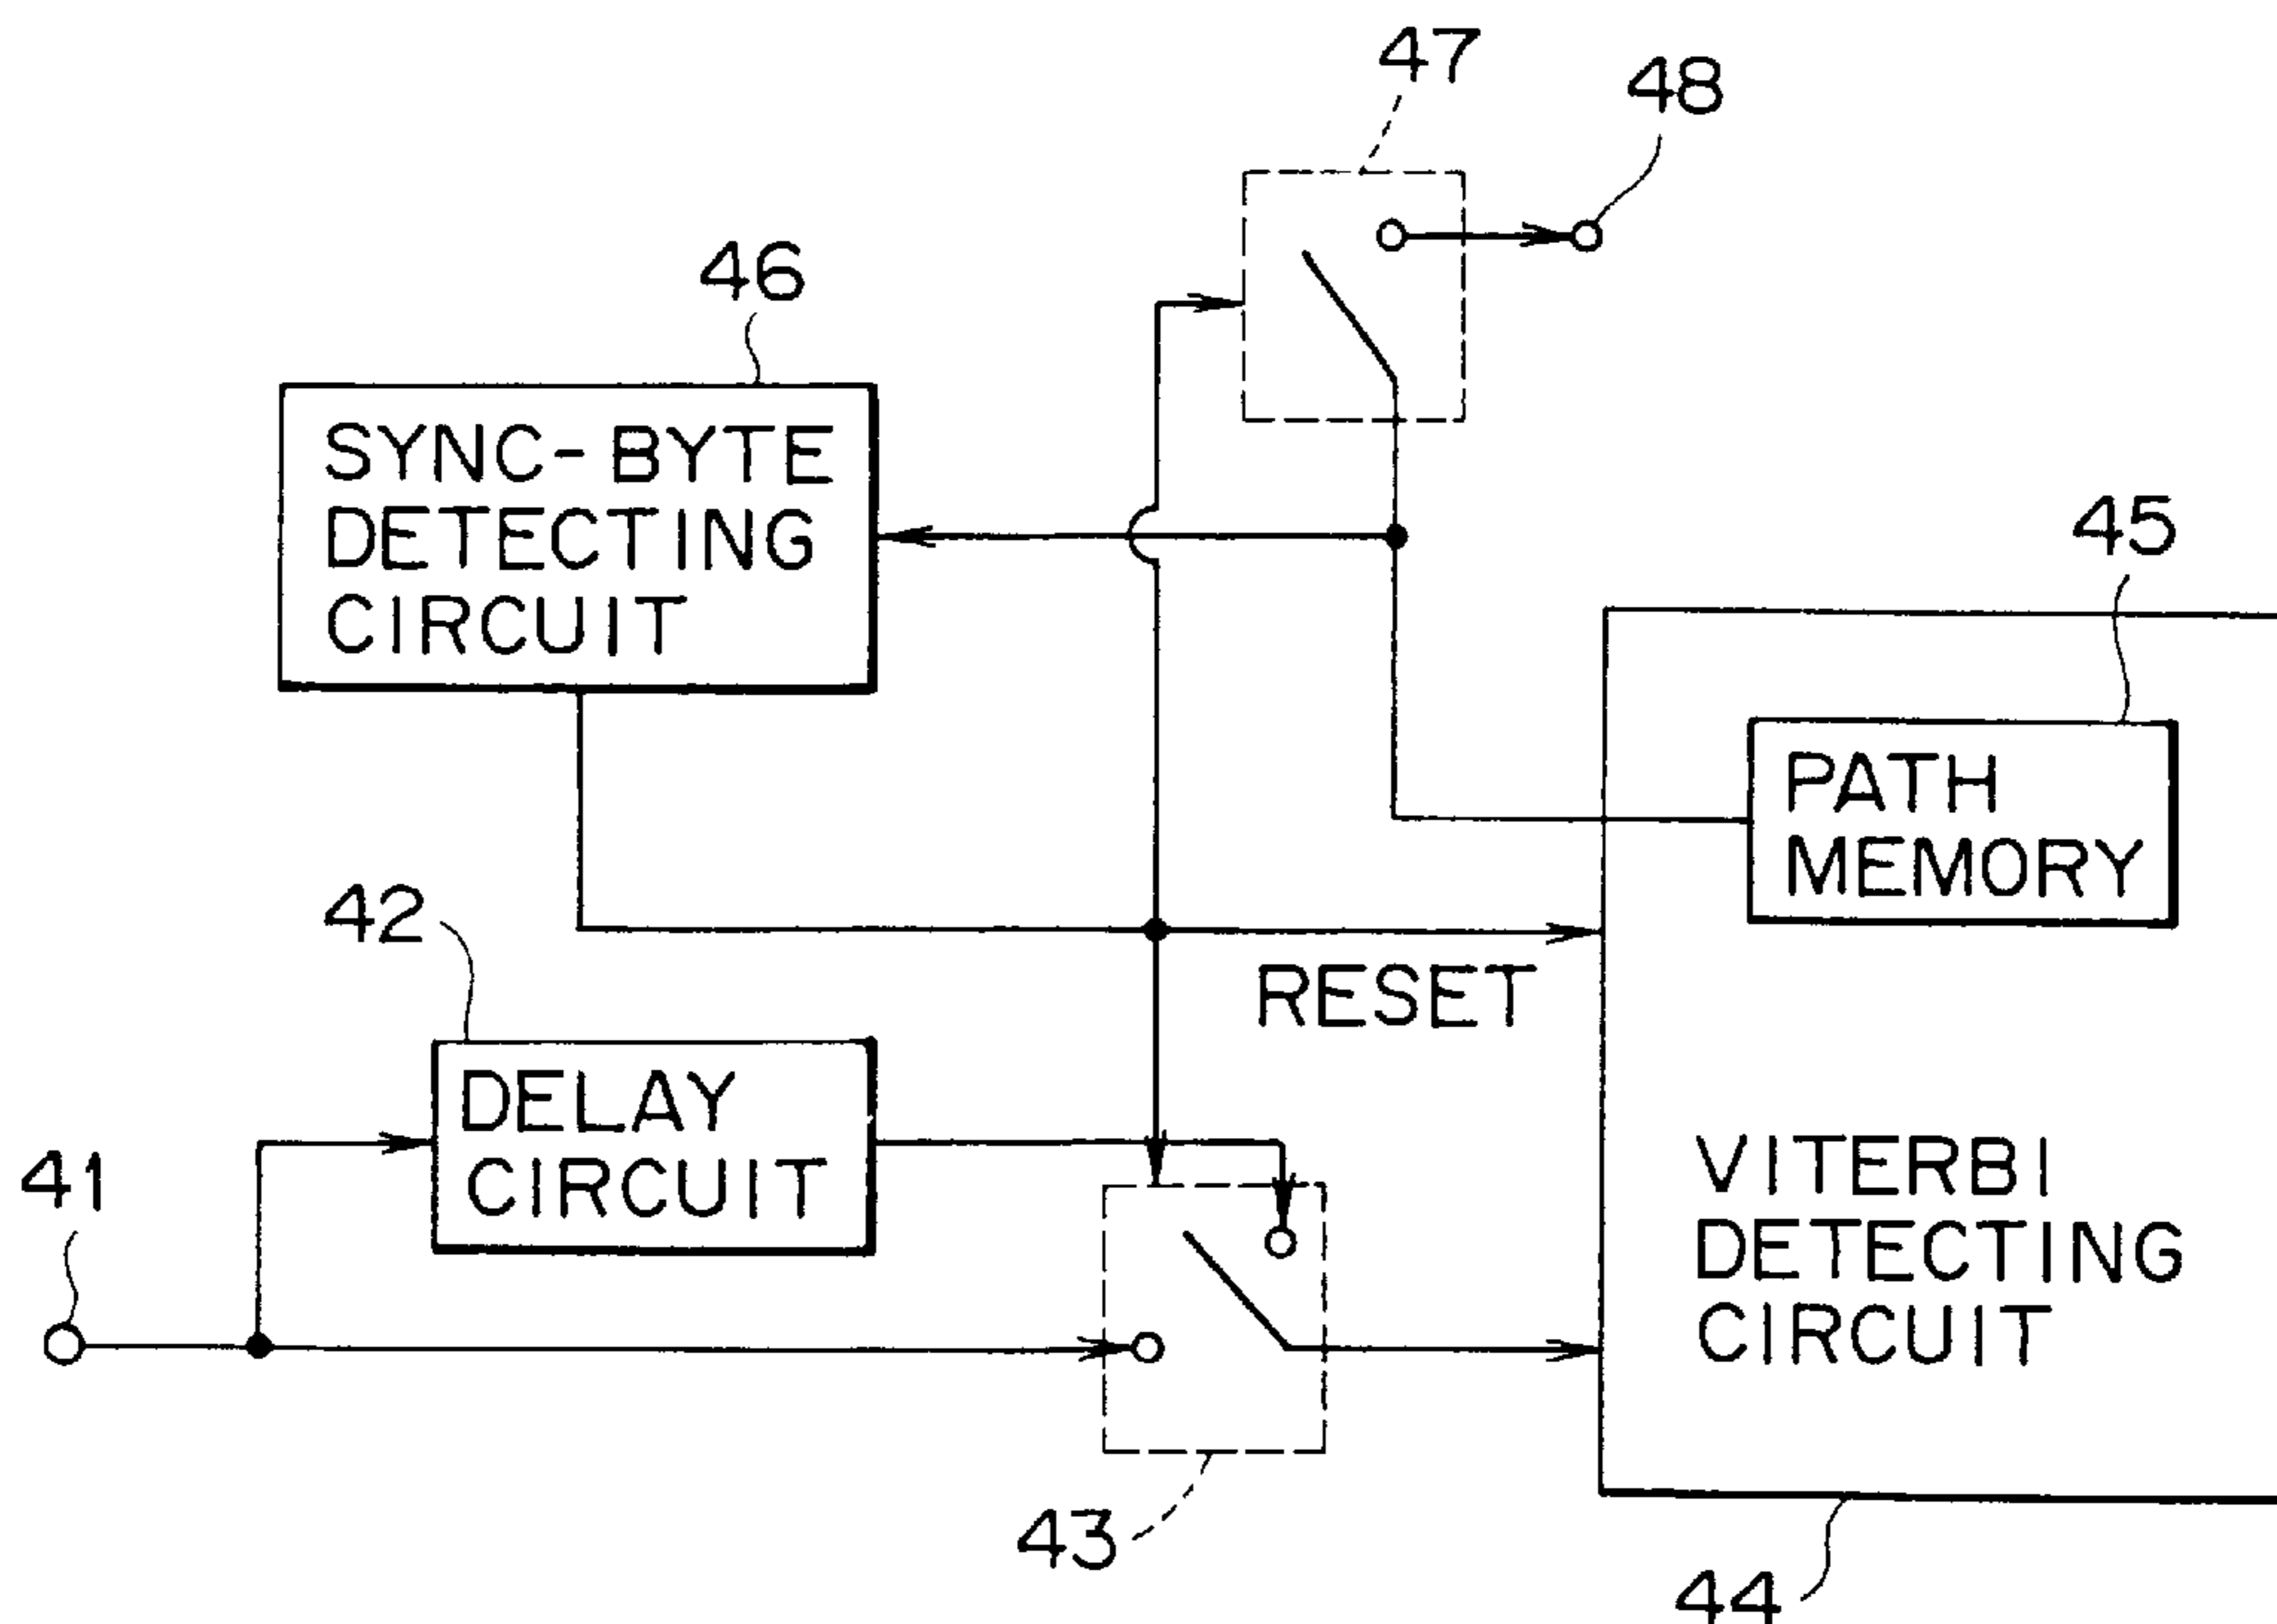 47
48
46
SYNC-BYTE
DETECTING
CIRCUIT
45
PATH
MEMORY
42
RESET
DELAY
CIRCUIT
41
VITERBI
DETECTING
CIRCUIT
43
44